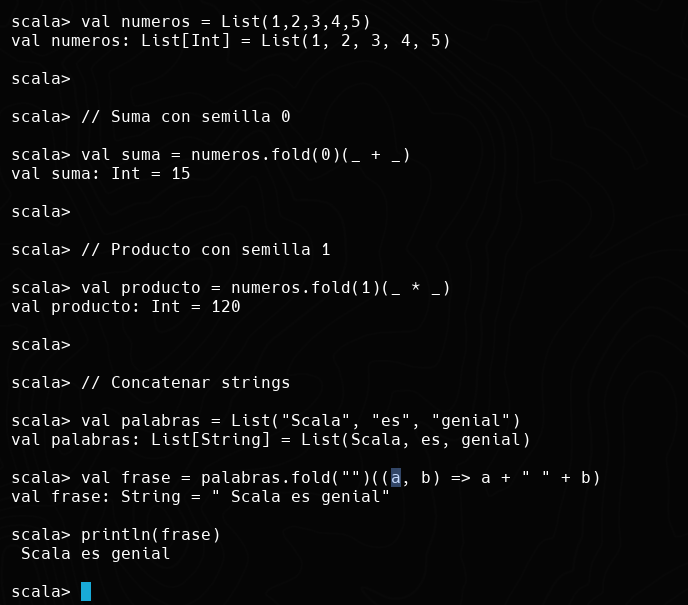 scala> val numeros = List(1,2,3,4,5)
val numeros: List[Int] = List(1, 2, 3, 4, 5)
scala>
scala> // Suma con semilla 0
scala> val suma = numeros.fold(0)(_ + _)
val suma: Int = 15
scala>
scala> // Producto con semilla 1
scala> val producto = numeros.fold(1)(_ * _)
val producto: Int = 120
scala>
scala> // Concatenar strings
scala> val palabras = List("Scala", "es", "genial")
val palabras: List[String] = List(Scala, es, genial)
scala> val frase = palabras.fold("")((a, b) => a + " " + b)
val frase: String = " Scala es genial"
scala> println(frase)
 Scala es genial
scala>